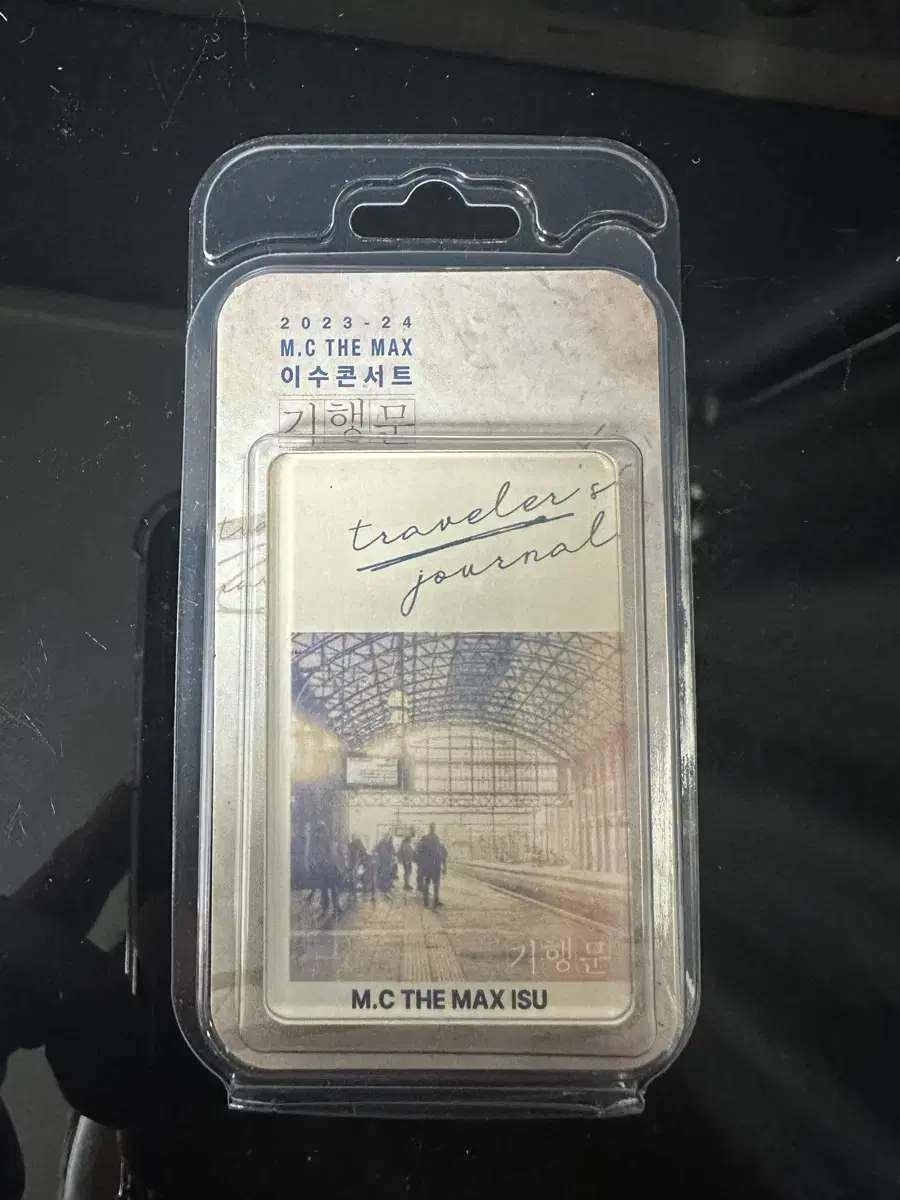 2023-24
M.C THE MAX
이수콘서트
기행문
traveler's
journal
기행문
M.C THE MAX ISU